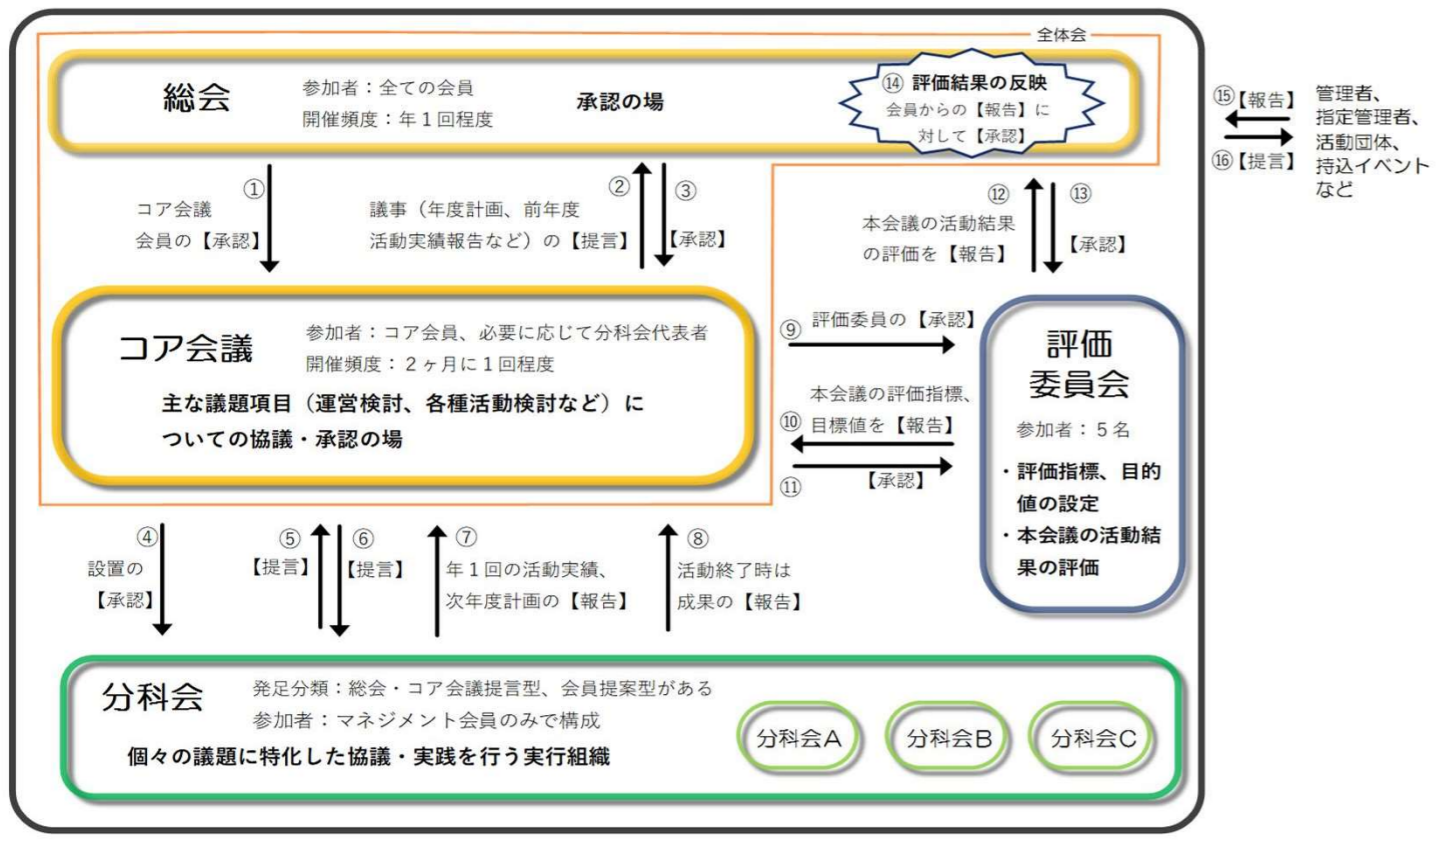 全体会
総会
参加者：全ての会員
開催頻度：年１回程度
承認の場
⑭ 評価結果の反映
会員からの【報告】に
対して【承認】
⑮【報告】
⑯【提言】
管理者、
指定管理者、
活動団体、
持込イベント
など
①
コア会議
会員の【承認】
②
議事（年度計画、前年度
活動実績報告など）の【提言】
③
【承認】
⑫
本会議の活動結果
の評価を【報告】
⑬
【承認】
コア会議
参加者：コア会員、必要に応じて分科会代表者
開催頻度：２ヶ月に１回程度
主な議題項目（運営検討、各種活動検討など）に
ついての協議・承認の場
⑨
評価委員の【承認】
本会議の評価指標、
⑩ 目標値を【報告】
⑪
【承認】
評価
委員会
参加者：５名
・評価指標、目的
値の設定
・本会議の活動結
果の評価
④
設置の
【承認】
⑤
【提言】
⑥
【提言】
⑦
年１回の活動実績、
次年度計画の【報告】
⑧
活動終了時は
成果の【報告】
分科会
発足分類：総会・コア会議提言型、会員提案型がある
参加者：マネジメント会員のみで構成
個々の議題に特化した協議・実践を行う実行組織
分科会A
分科会B
分科会C